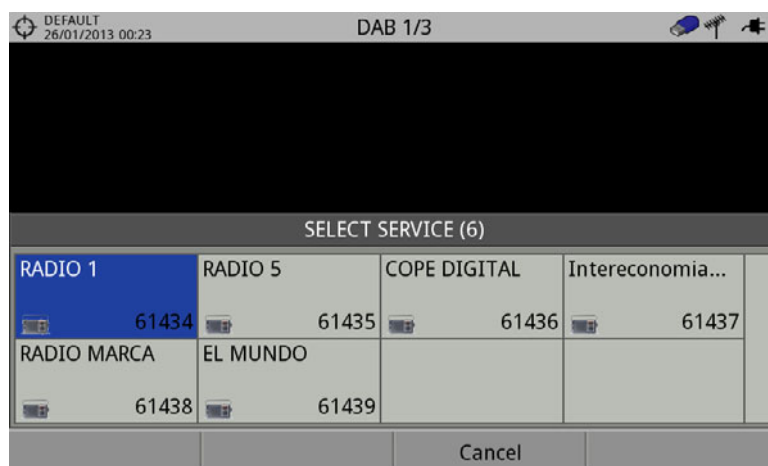 DEFAULT
26/01/2013 00:23
DAB 1/3
SELECT SERVICE (6)
RADIO 1
61434
RADIO 5
61435
COPE DIGITAL
61436
Intereconomia...
61437
RADIO MARCA
61438
EL MUNDO
61439
Cancel